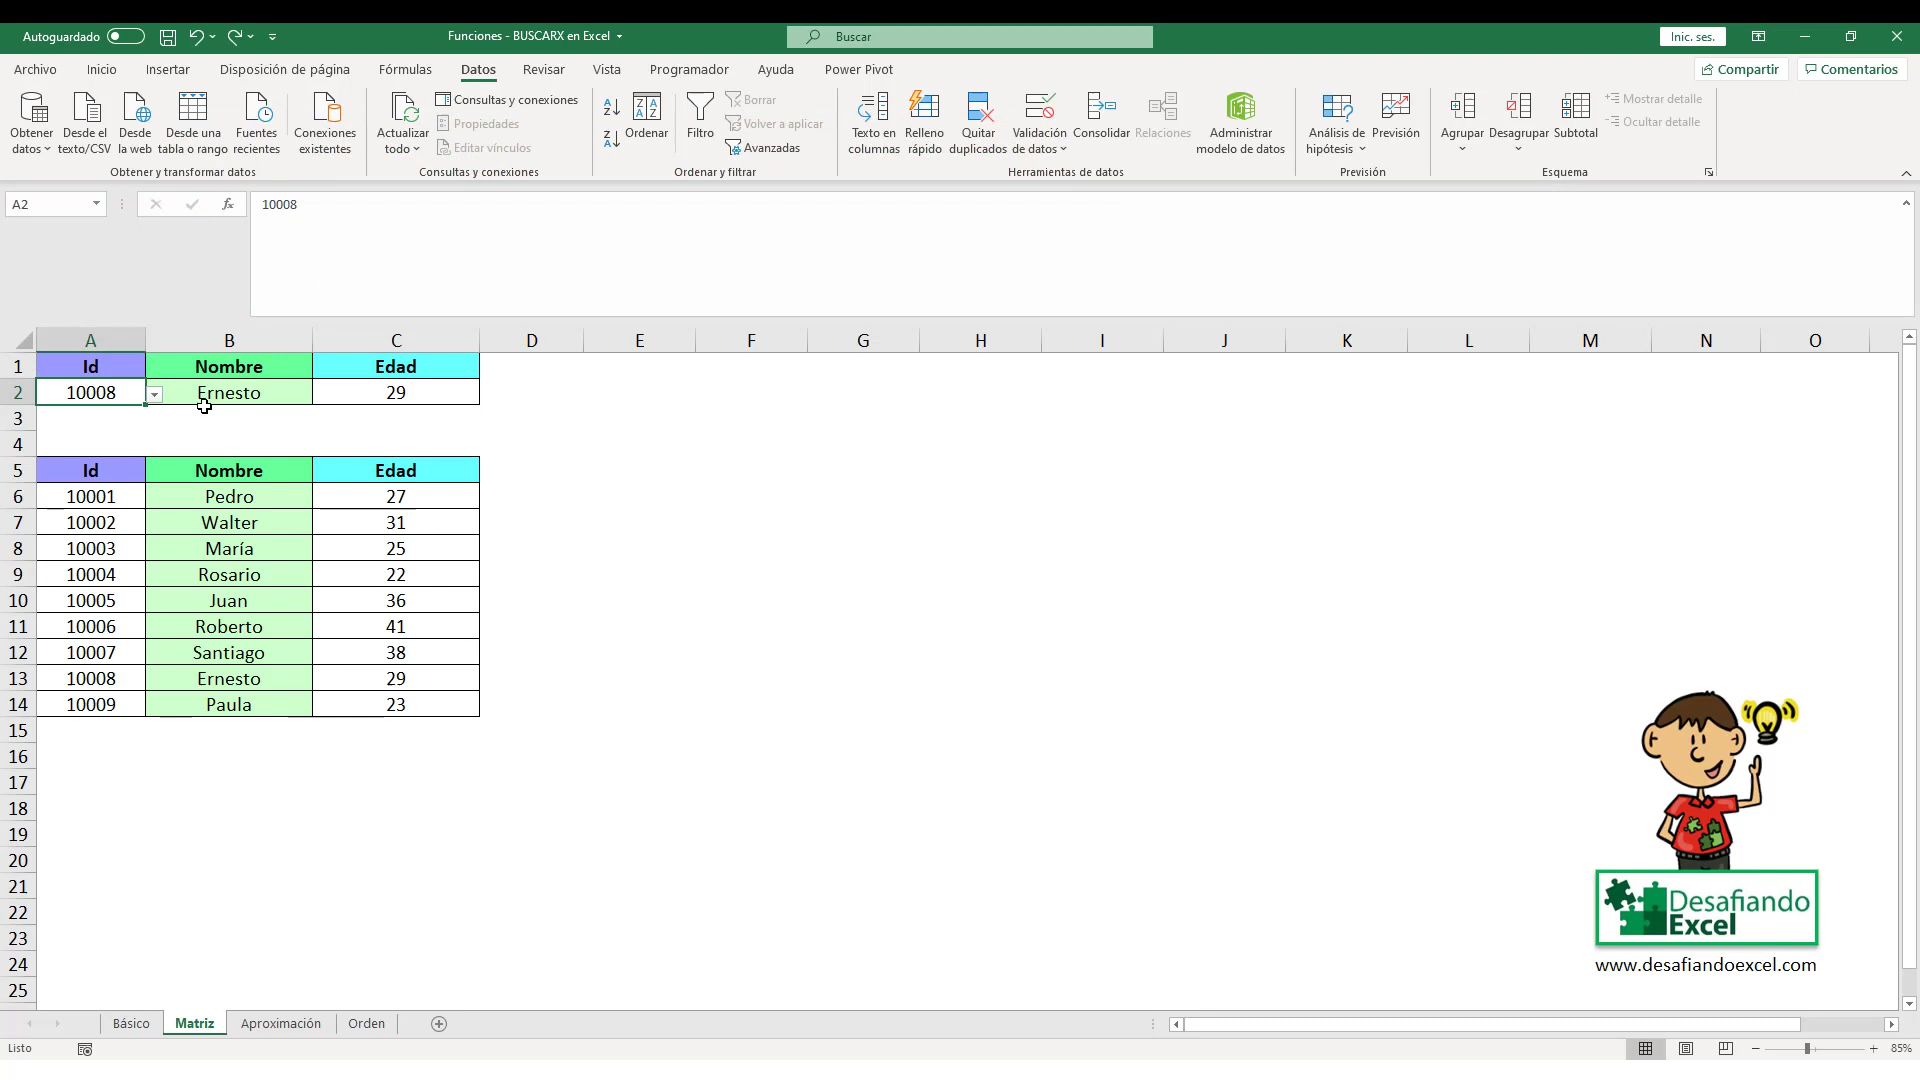 Autoguardado
Funciones - BUSCARX en Excel
Buscar
Inic. ses.
Archivo Inicio Insertar Disposición de página Fórmulas Datos Revisar Vista Programador Ayuda Power Pivot Compartir Comentarios
Obtener datos
Desde el texto/CSV
Desde la web
Desde una tabla o rango
Fuentes recientes
Conexiones existentes
Obtener y transformar datos
Actualizar todo
Consultas y conexiones
Propiedades
Editar vínculos
Consultas y conexiones
Ordenar
Filtro
Borrar
Volver a aplicar
Avanzadas
Ordenar y filtrar
Texto en columnas
Relleno rápido
Quitar duplicados
Validación de datos
Consolidar
Relaciones
Administrar modelo de datos
Herramientas de datos
Análisis de hipótesis
Previsión
Previsión
Agrupar
Desagrupar
Subtotal
Mostrar detalle
Ocultar detalle
Esquema
A2 fx 10008
A B C D E F G H I J K L M N O
1 Id Nombre Edad
2 10008 Ernesto 29
3
4
5 Id Nombre Edad
6 10001 Pedro 27
7 10002 Walter 31
8 10003 María 25
9 10004 Rosario 22
10 10005 Juan 36
11 10006 Roberto 41
12 10007 Santiago 38
13 10008 Ernesto 29
14 10009 Paula 23
15
16
17
18
19
20
21
22
23
24
25
Desafiando
Excel
www.desafiandoexcel.com
Básico Matriz Aproximación Orden
Listo
85%